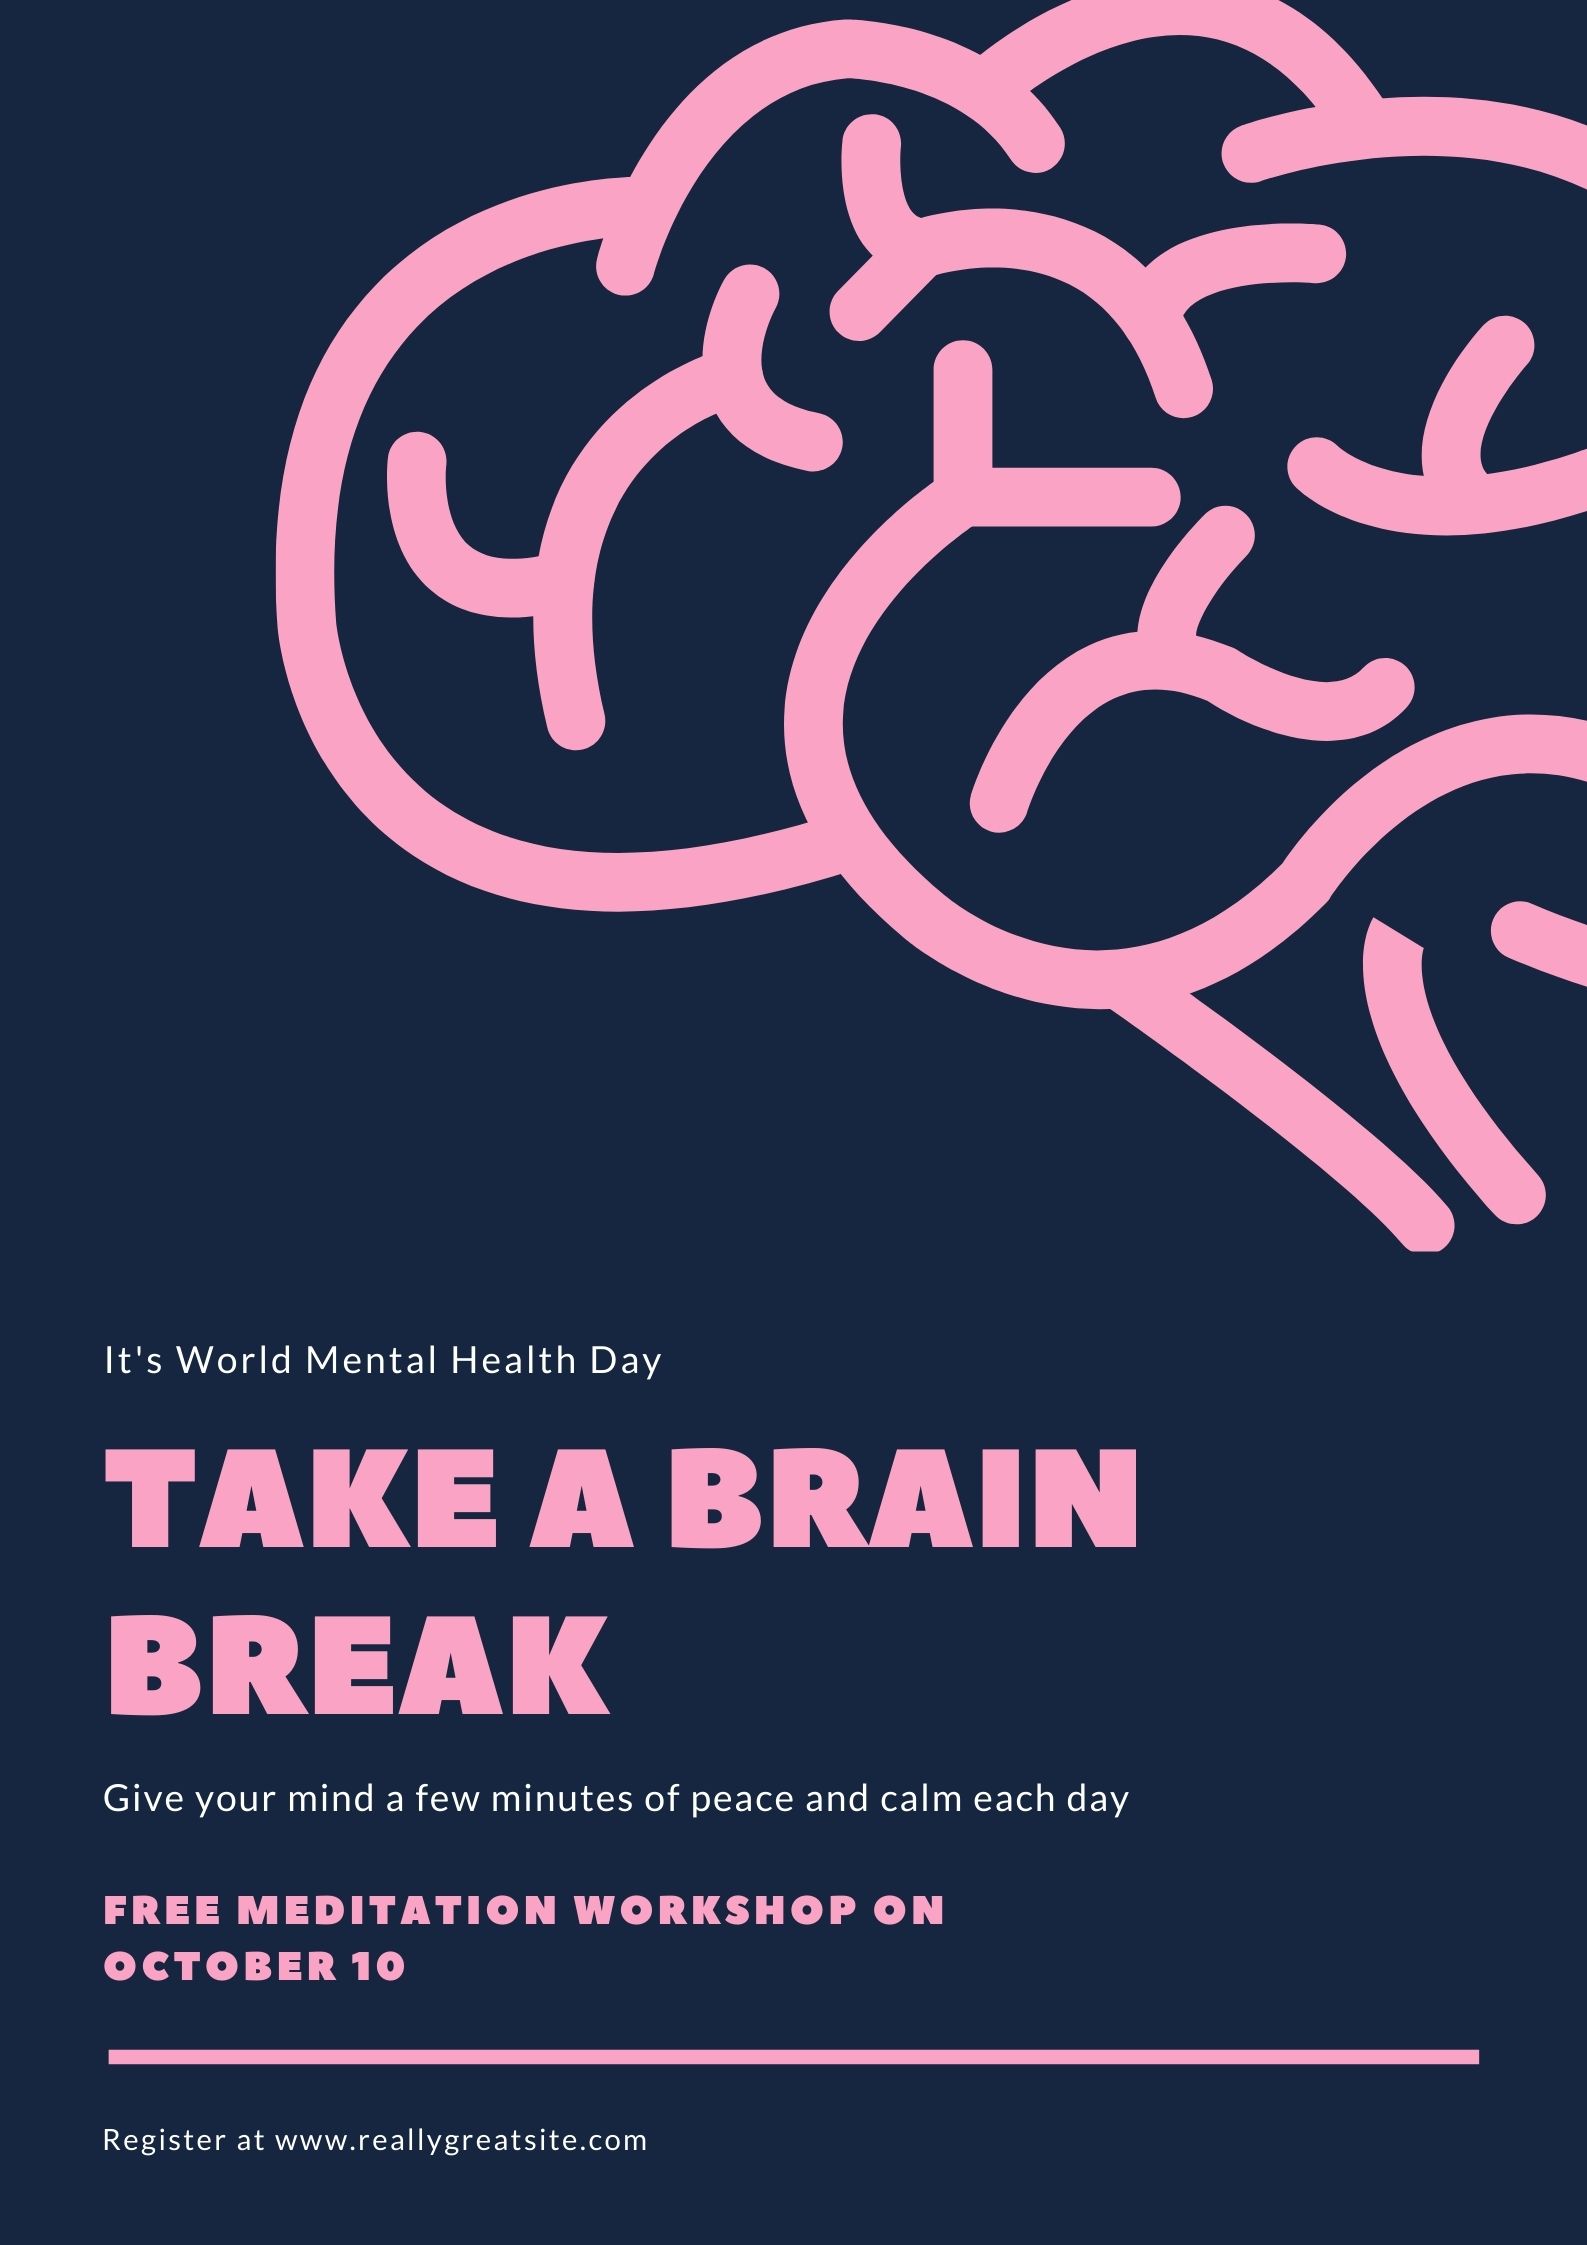 It's World Mental Health Day
TAKE A BRAIN
BREAK
Give your mind a few minutes of peace and calm each day
FREE MEDITATION WORKSHOP ON
OCTOBER 10
Register at www.reallygreatsite.com